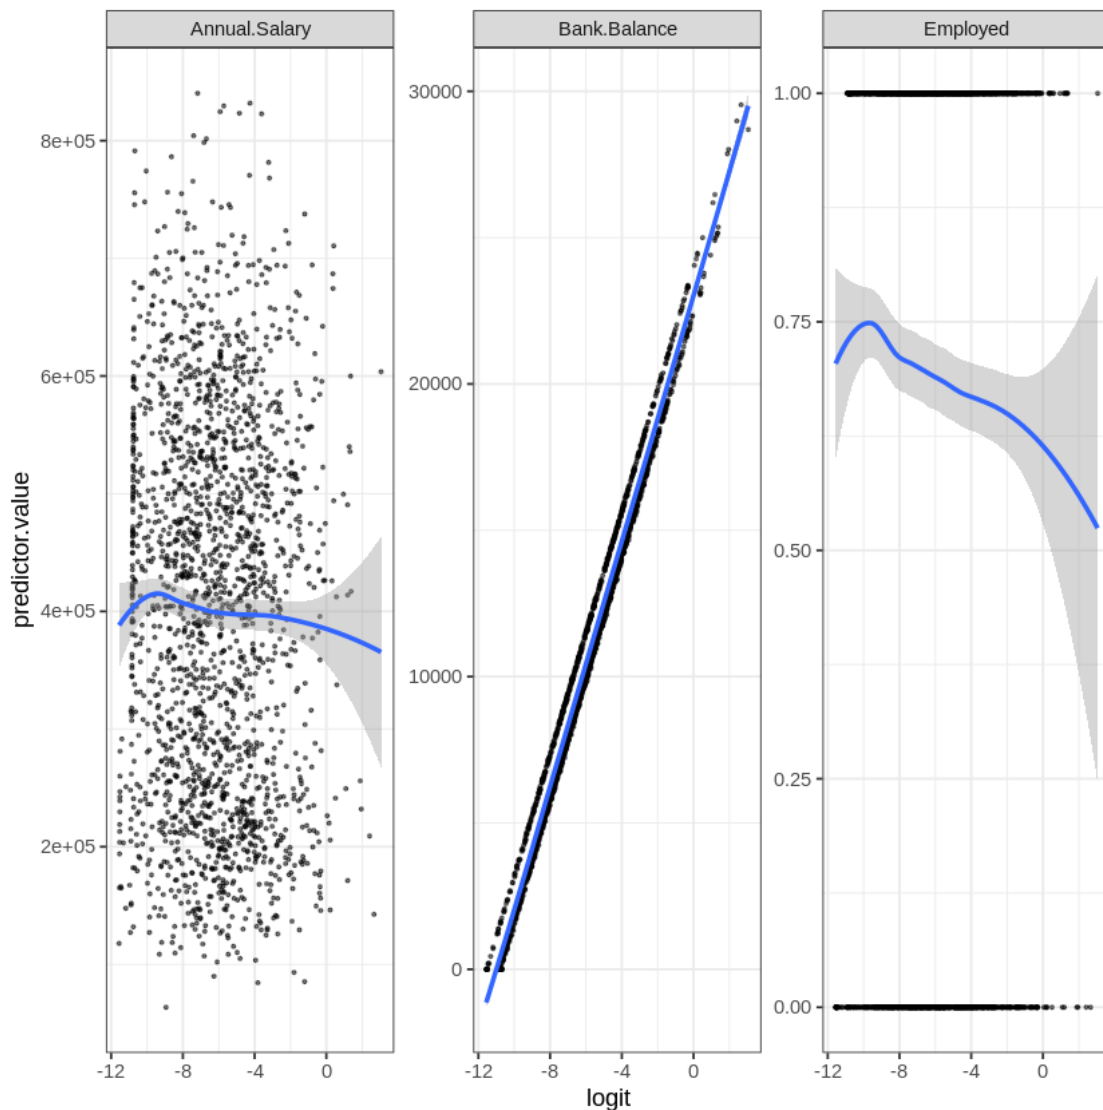 Annual.Salary
Bank.Balance
Employed
predictor.value
8e+05
6e+05
4e+05
2e+05
30000
20000
10000
0
1.00
0.75
0.50
0.25
0.00
-12 -8 -4 0
-12 -8 -4 0
-12 -8 -4 0
logit